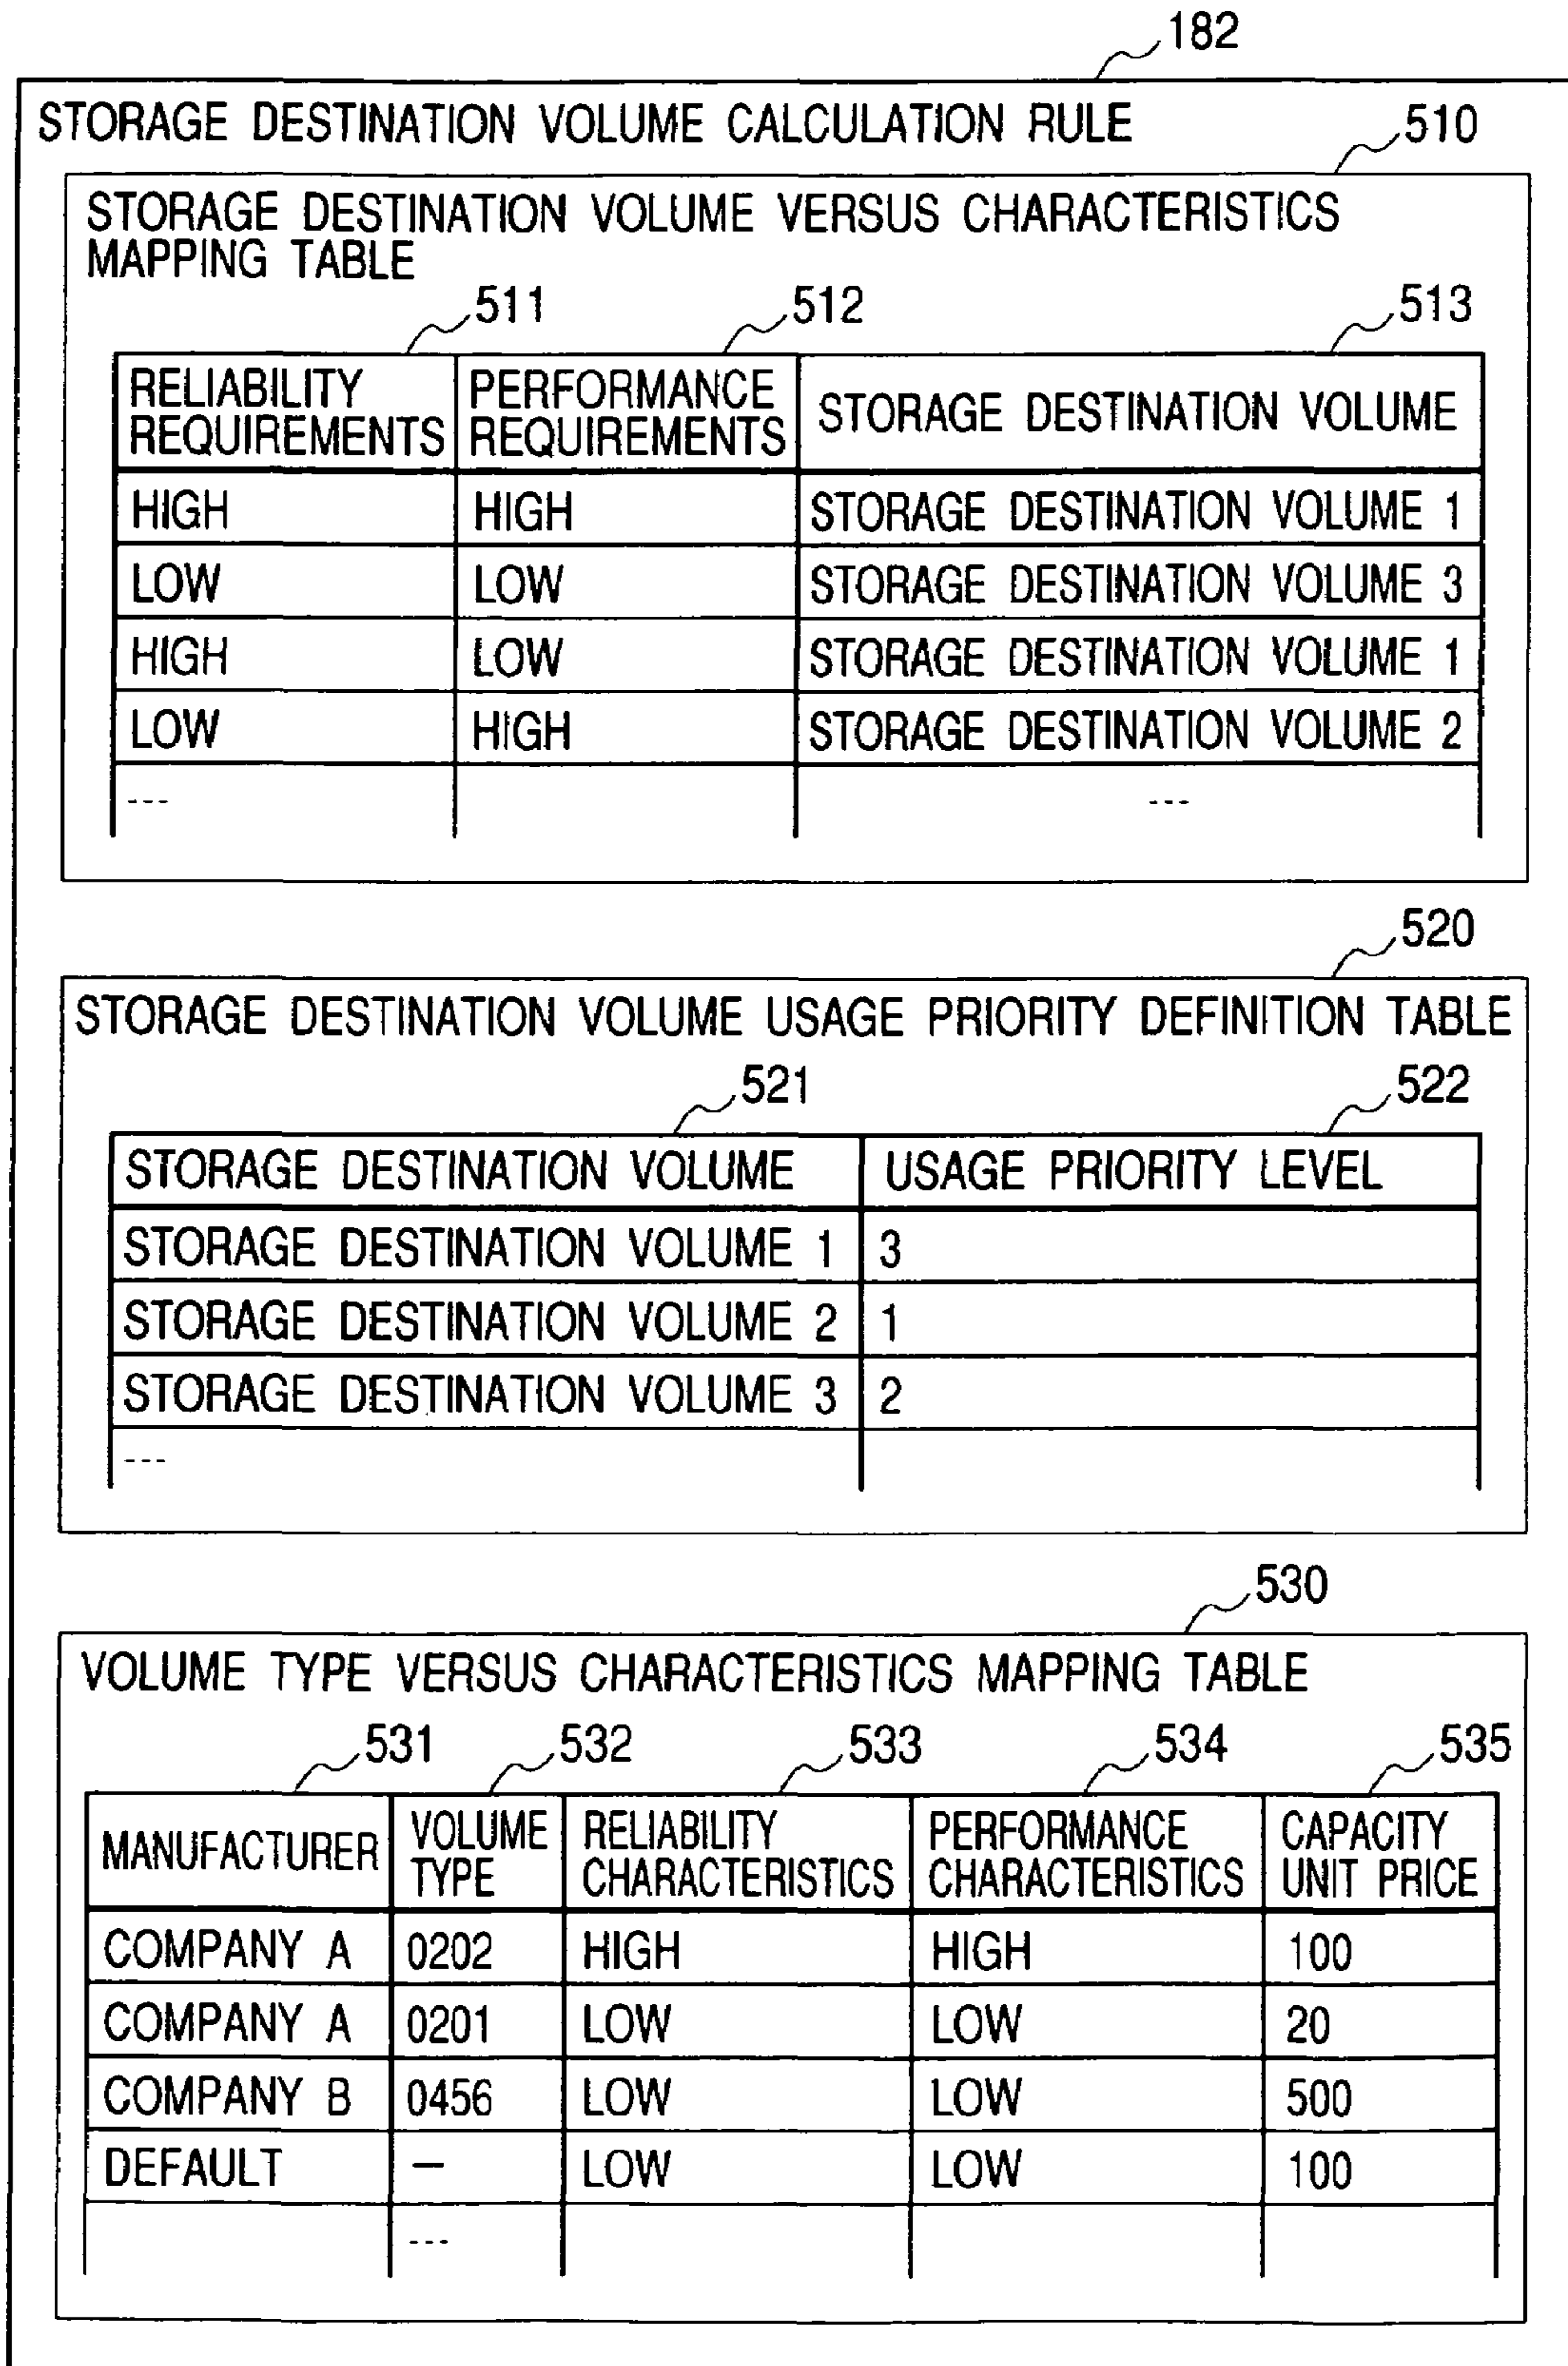 182
STORAGE DESTINATION VOLUME CALCULATION RULE
510
STORAGE DESTINATION VOLUME VERSUS CHARACTERISTICS
MAPPING TABLE
511 512 513
RELIABILITY REQUIREMENTS PERFORMANCE REQUIREMENTS STORAGE DESTINATION VOLUME
HIGH HIGH STORAGE DESTINATION VOLUME 1
LOW LOW STORAGE DESTINATION VOLUME 3
HIGH LOW STORAGE DESTINATION VOLUME 1
LOW HIGH STORAGE DESTINATION VOLUME 2
--- ---
520
STORAGE DESTINATION VOLUME USAGE PRIORITY DEFINITION TABLE
521 522
STORAGE DESTINATION VOLUME USAGE PRIORITY LEVEL
STORAGE DESTINATION VOLUME 1 3
STORAGE DESTINATION VOLUME 2 1
STORAGE DESTINATION VOLUME 3 2
---
530
VOLUME TYPE VERSUS CHARACTERISTICS MAPPING TABLE
531 532 533 534 535
MANUFACTURER VOLUME TYPE RELIABILITY CHARACTERISTICS PERFORMANCE CHARACTERISTICS CAPACITY UNIT PRICE
COMPANY A 0202 HIGH HIGH 100
COMPANY A 0201 LOW LOW 20
COMPANY B 0456 LOW LOW 500
DEFAULT — LOW LOW 100
---